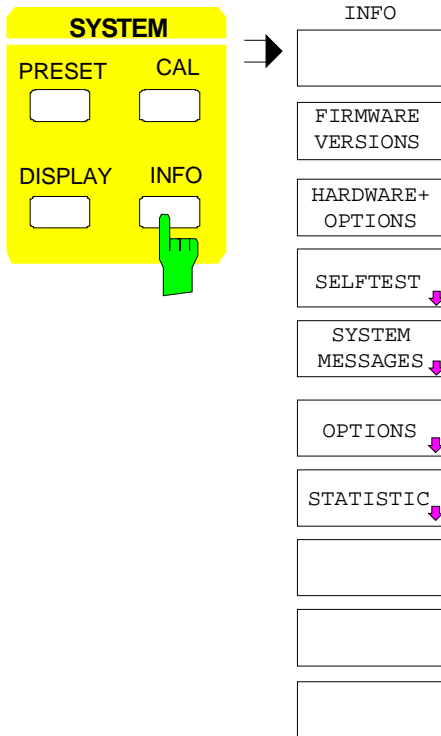 SYSTEM
PRESET CAL
DISPLAY INFO
INFO
FIRMWARE
VERSIONS
HARDWARE+
OPTIONS
SELFTEST
SYSTEM
MESSAGES
OPTIONS
STATISTIC